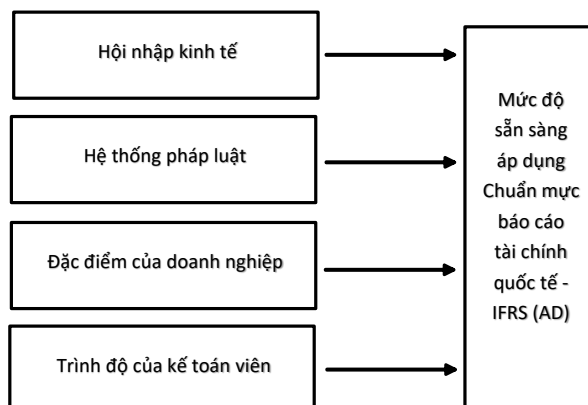 Hội nhập kinh tế
Hệ thống pháp luật
Đặc điểm của doanh nghiệp
Trình độ của kế toán viên
Mức độ
sẵn sàng
áp dụng
Chuẩn mực
báo cáo
tài chính
quốc tế -
IFRS (AD)